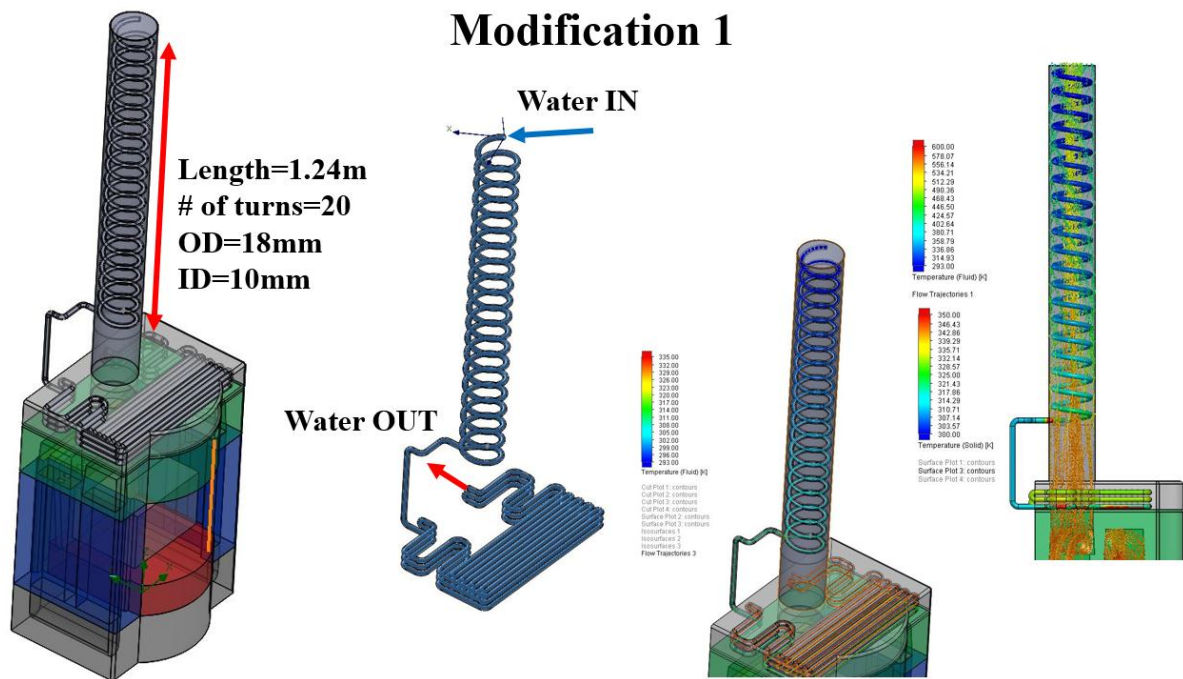 Modification 1
Water IN
Length=1.24m
# of turns=20
OD=18mm
ID=10mm
Water OUT
x
335.00
332.00
329.00
326.00
323.00
320.00
317.00
314.00
311.00
308.00
305.00
302.00
299.00
296.00
293.00
Temperature (Fluid) [K]
Cut Plot 1: contours
Cut Plot 2: contours
Cut Plot 3: contours
Cut Plot 4: contours
Surface Plot 2: contours
Surface Plot 3: contours
Isosurfaces 1
Isosurfaces 2
Isosurfaces 3
Flow Trajectories 3
600.00
578.07
556.14
534.21
512.29
490.36
468.43
446.50
424.57
402.64
380.71
358.79
336.86
314.93
293.00
Temperature (Fluid) [K]
Flow Trajectories 1
350.00
346.43
342.86
339.29
335.71
332.14
328.57
325.00
321.43
317.86
314.29
310.71
307.14
303.57
300.00
Temperature (Solid) [K]
Surface Plot 1: contours
Surface Plot 3: contours
Surface Plot 4: contours